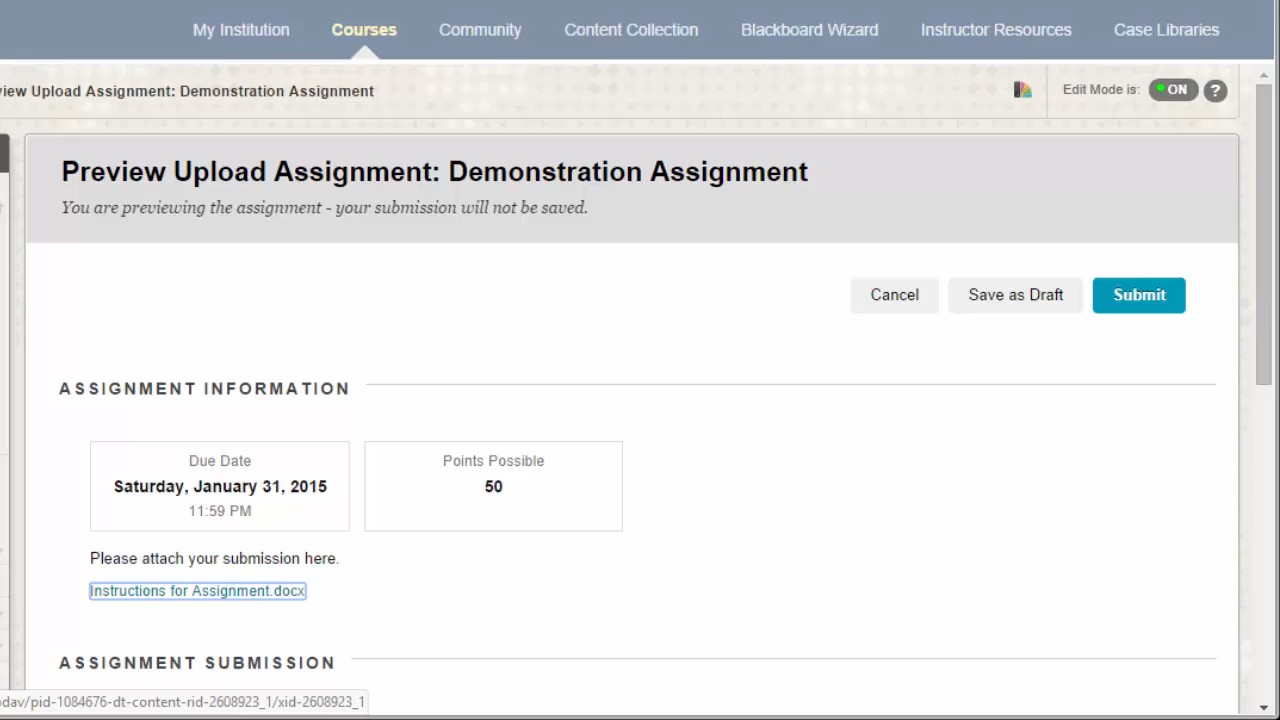 My Institution Courses Community Content Collection Blackboard Wizard Instructor Resources Case Libraries
view Upload Assignment: Demonstration Assignment Edit Mode is: ON ?
Preview Upload Assignment: Demonstration Assignment
You are previewing the assignment - your submission will not be saved.
Cancel Save as Draft Submit
ASSIGNMENT INFORMATION
Due Date Points Possible
Saturday, January 31, 2015 50
11:59 PM
Please attach your submission here.
Instructions for Assignment.docx
ASSIGNMENT SUBMISSION
odav/pid-1084676-dt-content-rid-2608923_1/xid-2608923_1